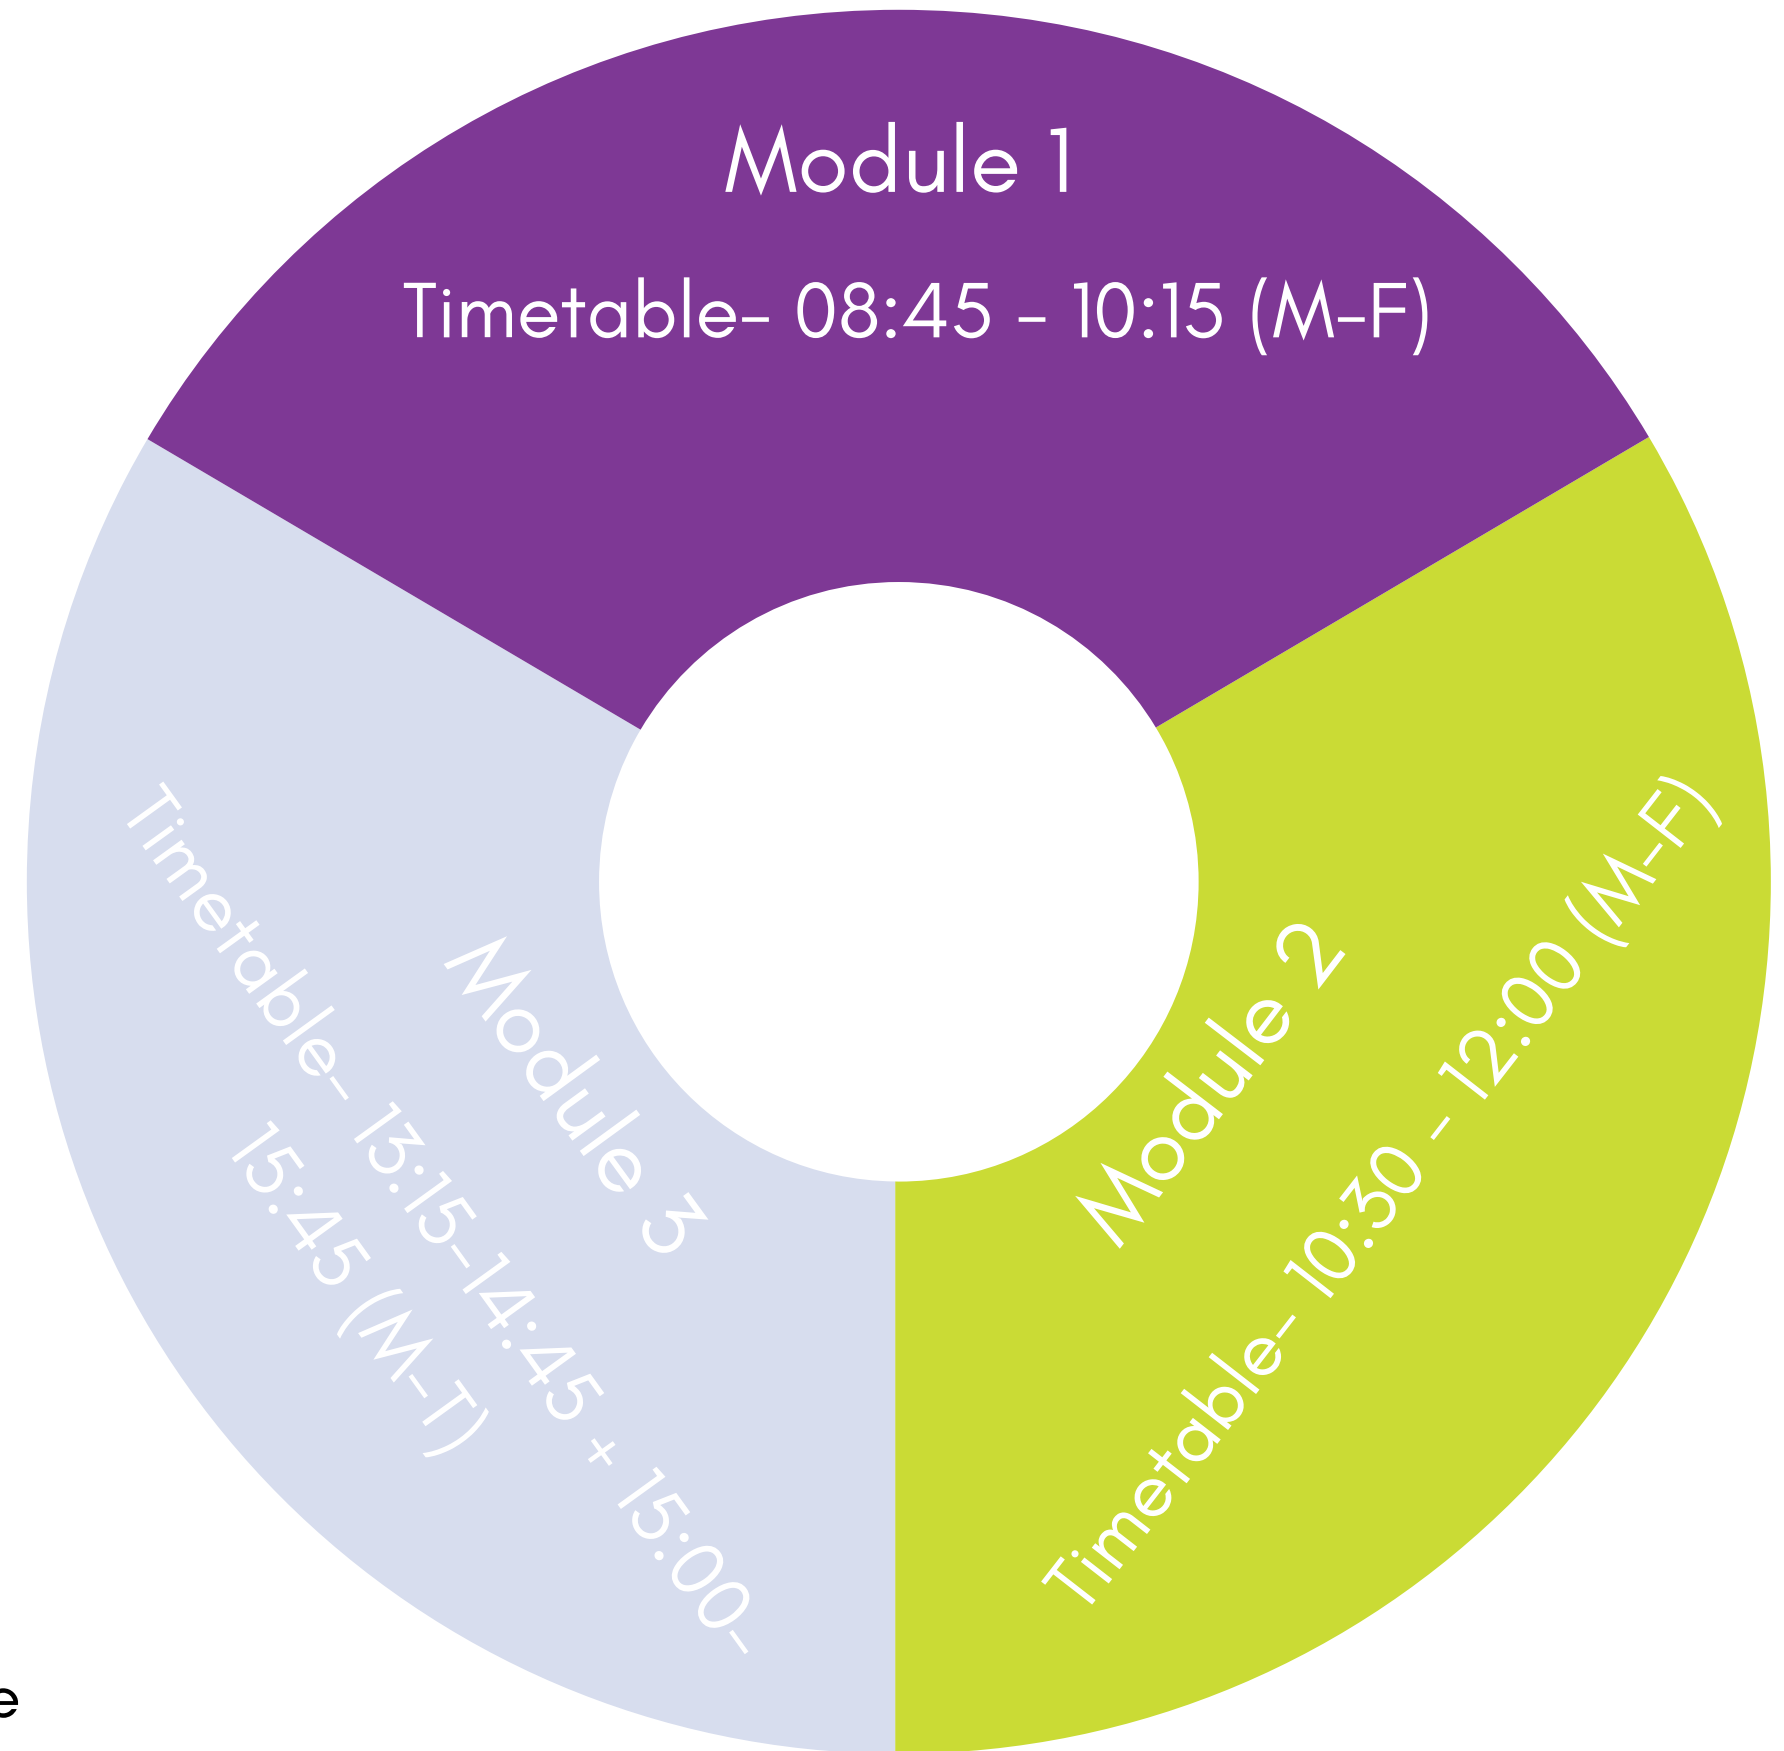 Module 1
Timetable– 08:45 – 10:15 (M–F)
Module 2
Timetable– 10:30 – 12:00 (M–F)
Module 3
Timetable– 13:15–14:45 + 15:00–
15:45 (M–T)
e